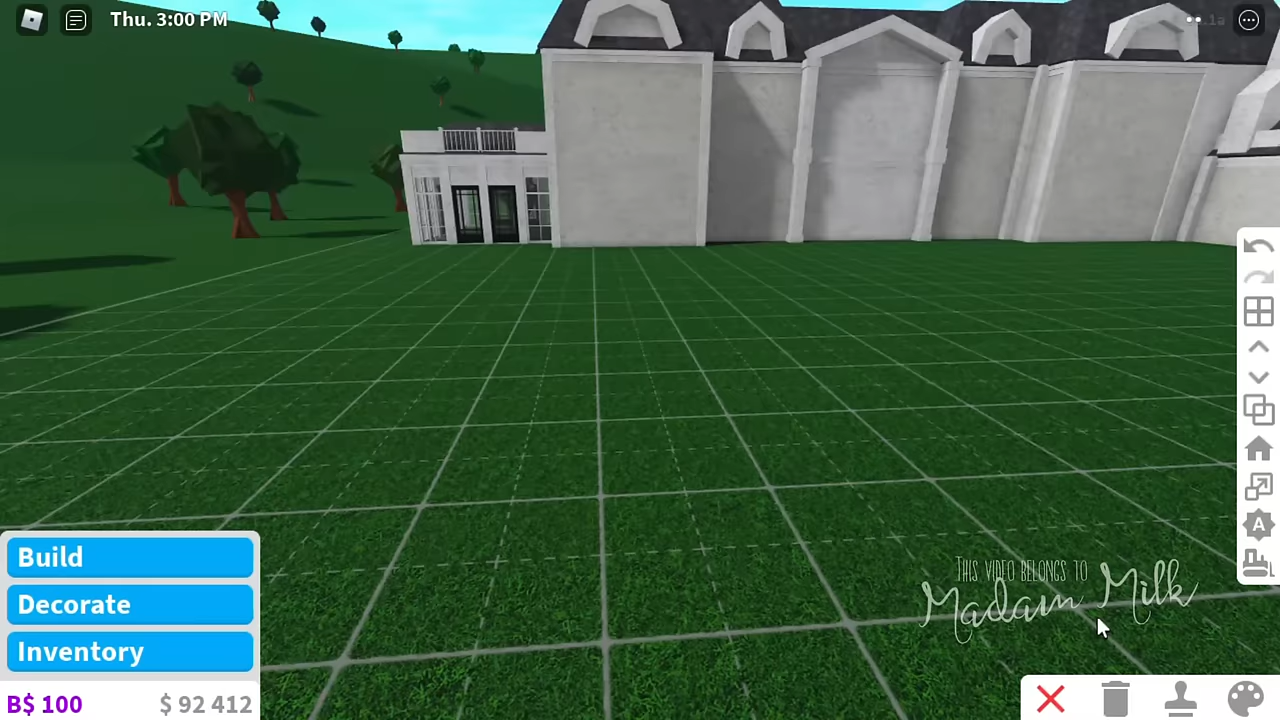 Thu. 3:00 PM
Build
Decorate
Inventory
B$ 100
$ 92 412
THIS VIDEO BELONGS TO
Madam Milk
A